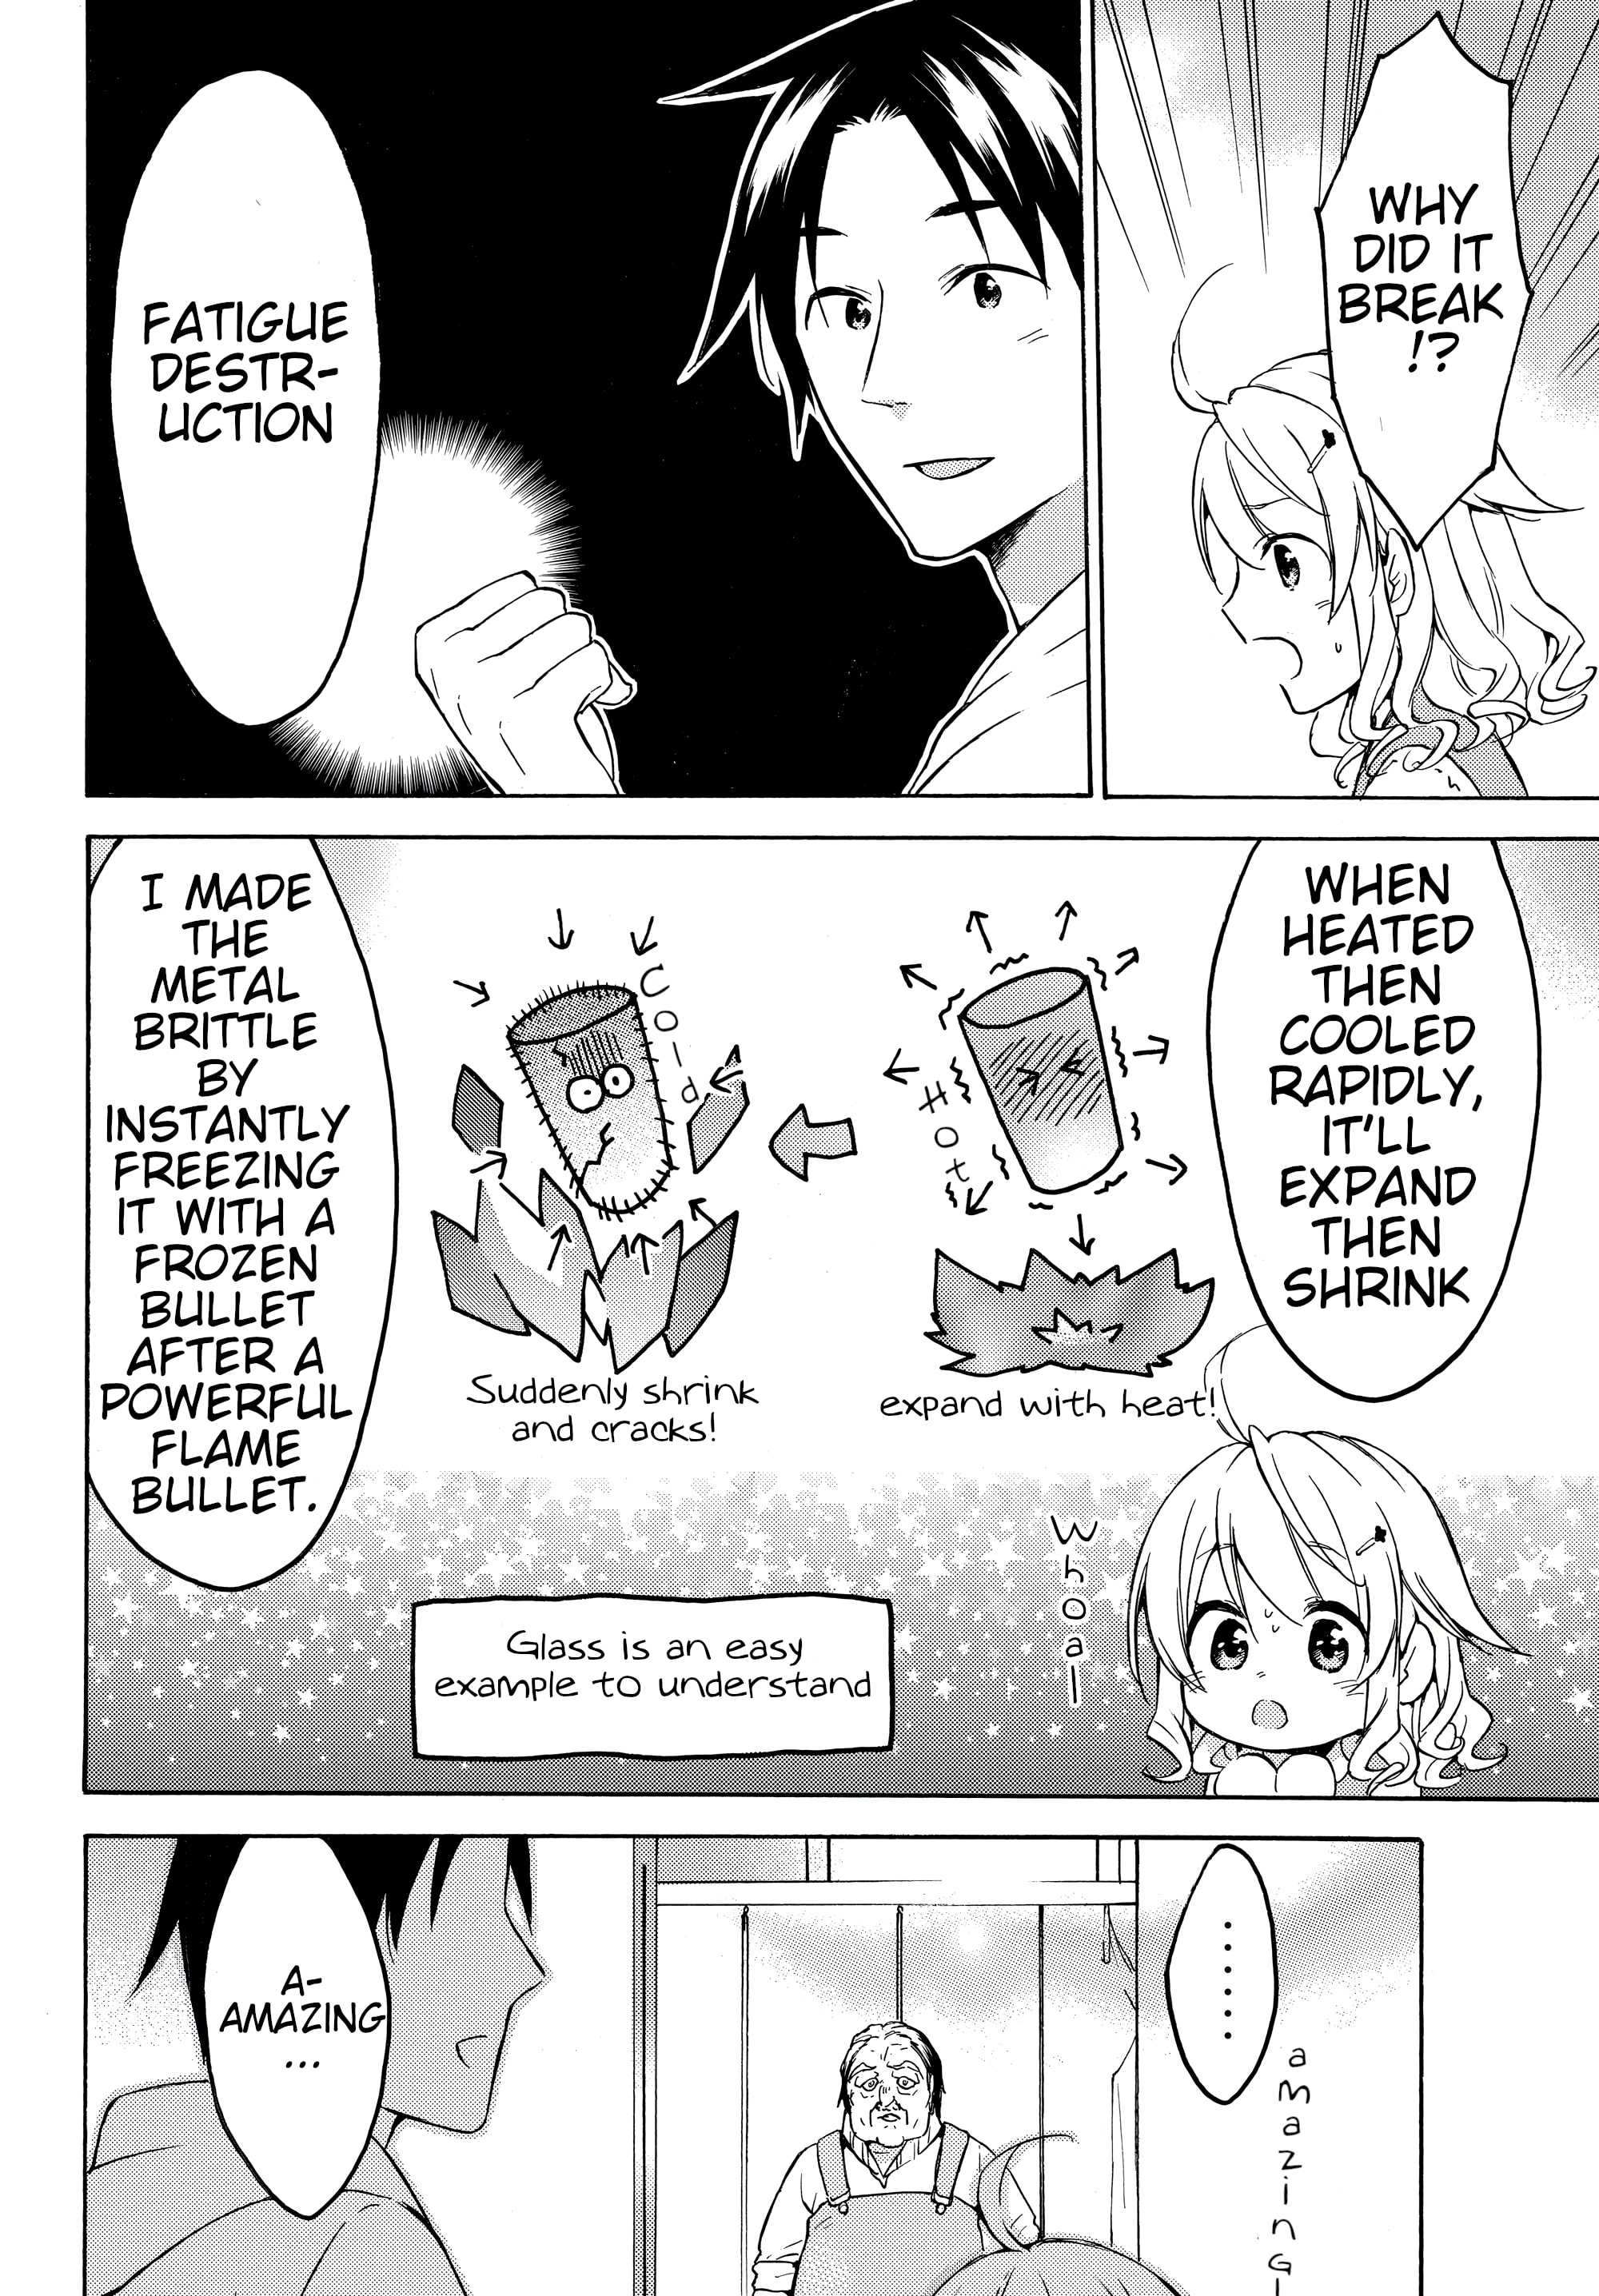 WHY
DID IT
BREAK
!?
FATIGUE
DESTR-
UCTION
WHEN
HEATED
THEN
COOLED
RAPIDLY,
IT'LL
EXPAND
THEN
SHRINK
Hot
expand with heat!
Cold
Suddenly shrink
and cracks!
I MADE
THE
METAL
BRITTLE
BY
INSTANTLY
FREEZING
IT WITH A
FROZEN
BULLET
AFTER A
POWERFUL
FLAME
BULLET.
Whoa—
Glass is an easy
example to understand
......
amazing
A-
AMAZING
...